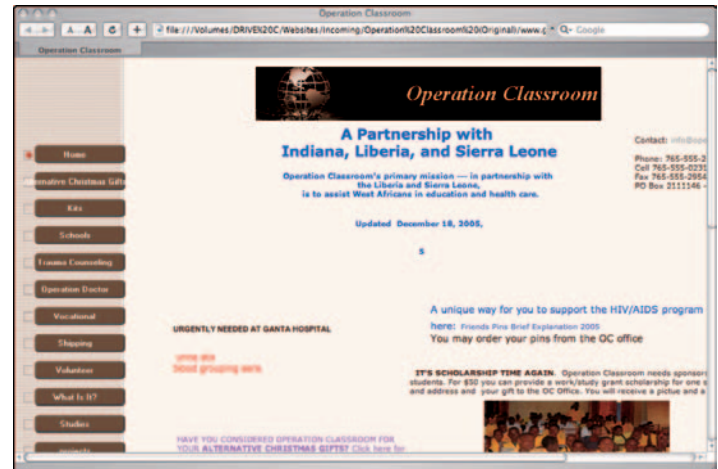 Operation Classroom
A A
file:///Volumes/DRIVE%20C/Websites/Incoming/Operation%20Classroom%20(Original)/www.g
Google
Operation Classroom
Operation Classroom
A Partnership with
Indiana, Liberia, and Sierra Leone
Operation Classroom's primary mission — in partnership with
the Liberia and Sierra Leone,
is to assist West Africans in education and health care.
Updated December 18, 2005,
S
Contact:
Phone: 765-555-2
Cell 765-555-0231
Fax 765-555-2954
PO Box 2111146 -
Home
ernative Christmas Gifts
Kits
Schools
Trauma Counseling
Operation Doctor
Vocational
Shipping
Volunteer
What Is It?
Studies
URGENTLY NEEDED AT GANTA HOSPITAL
blood grouping
A unique way for you to support the HIV/AIDS program
here: Friends Pins Brief Explanation 2005
You may order your pins from the OC office
IT'S SCHOLARSHIP TIME AGAIN. Operation Classroom needs sponsors
students. For $50 you can provide a work/study grant scholarship for one s
and address and your gift to the OC Office. You will receive a pictue and a
HAVE YOU CONSIDERED OPERATION CLASSROOM FOR
YOUR ALTERNATIVE CHRISTMAS GIFTS? Click here for